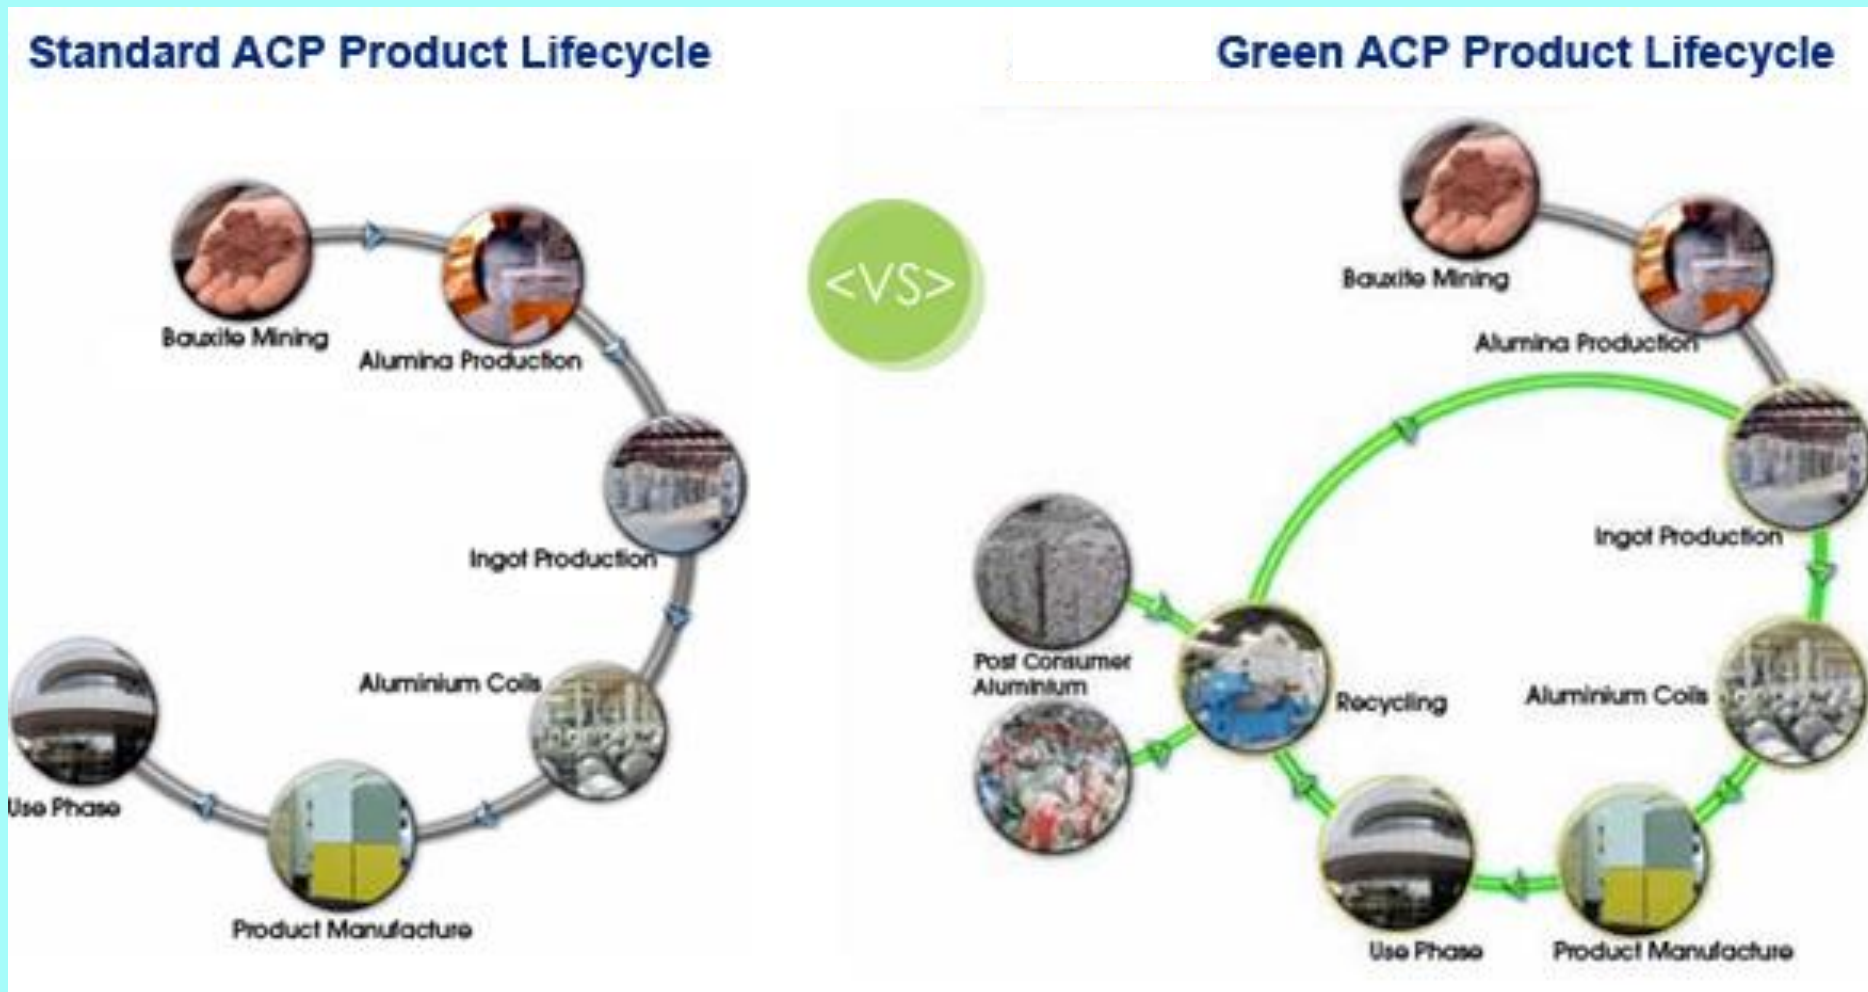 Standard ACP Product Lifecycle
Green ACP Product Lifecycle
Bauxite Mining
Alumina Production
Ingot Production
Aluminium Coils
Use Phase
Product Manufacture
<VS>
Bauxite Mining
Alumina Production
Ingot Production
Post Consumer
Aluminium
Recycling
Aluminium Coils
Use Phase
Product Manufacture